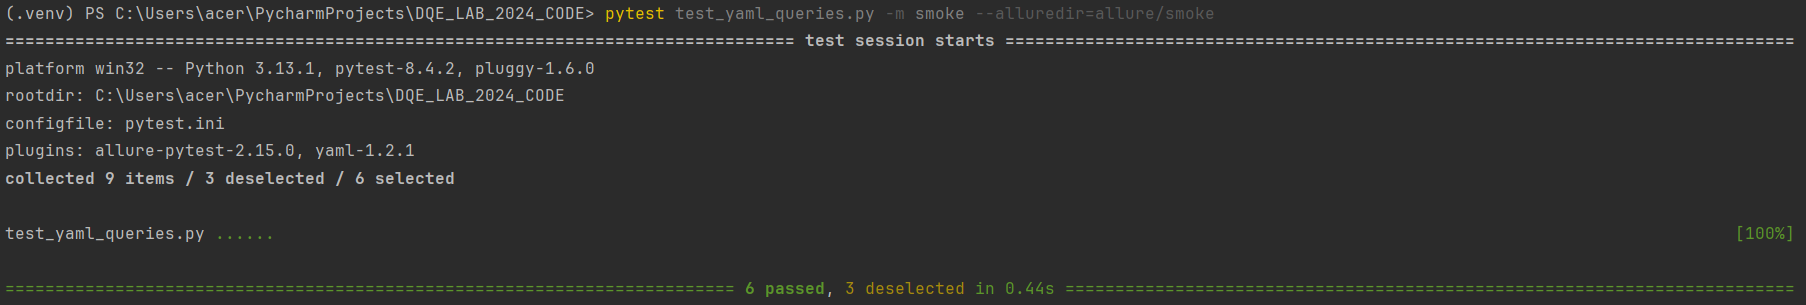 (.venv) PS C:\Users\acer\PycharmProjects\DQE_LAB_2024_CODE> pytest test_yaml_queries.py -m smoke --alluredir=allure/smoke
=============================================================================== test session starts ===============================================================================
platform win32 -- Python 3.13.1, pytest-8.4.2, pluggy-1.6.0
rootdir: C:\Users\acer\PycharmProjects\DQE_LAB_2024_CODE
configfile: pytest.ini
plugins: allure-pytest-2.15.0, yaml-1.2.1
collected 9 items / 3 deselected / 6 selected
test_yaml_queries.py ...... [100%]
========================================================================= 6 passed, 3 deselected in 0.44s =========================================================================